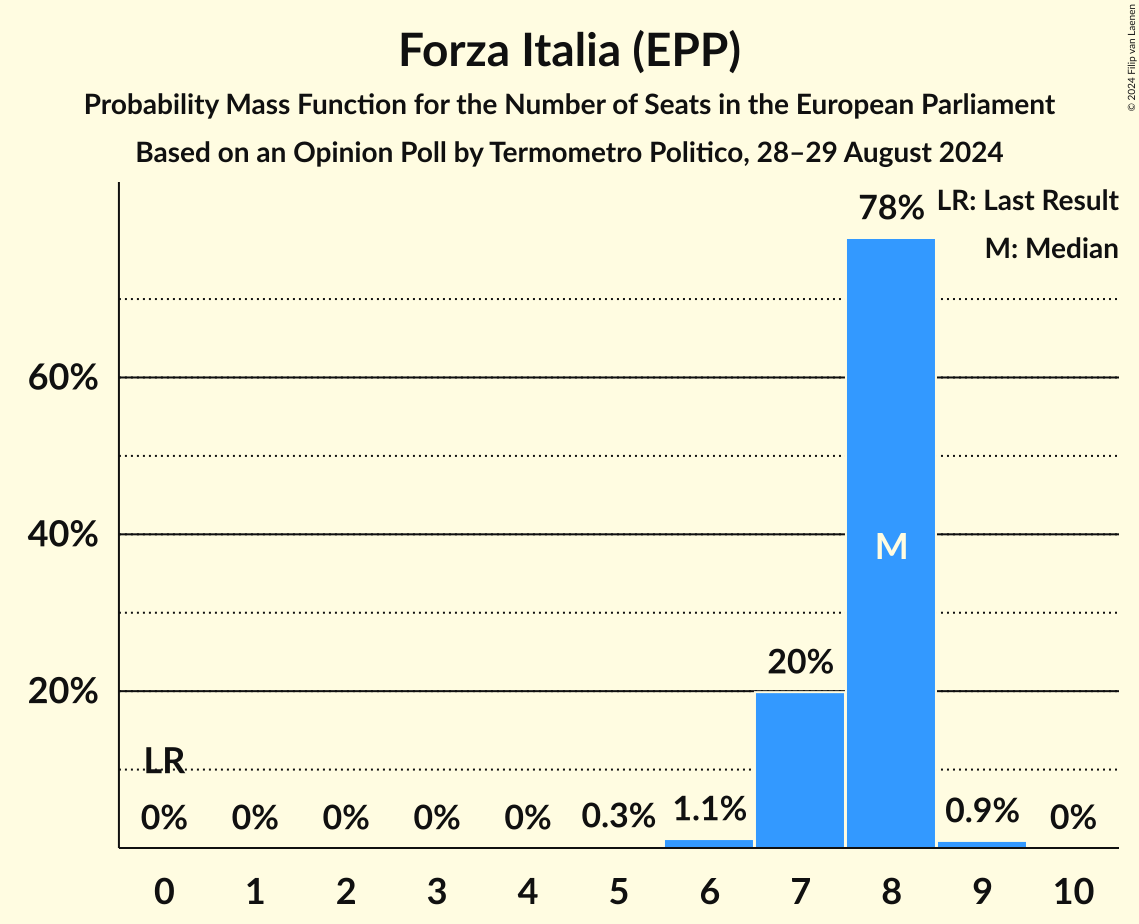 Forza Italia (EPP)
Probability Mass Function for the Number of Seats in the European Parliament
Based on an Opinion Poll by Termometro Politico, 28–29 August 2024
© 2024 Filip van Laenen
LR: Last Result
M: Median
78%
60%
40%
M
20%
20%
LR
0%
0%
0%
0%
0%
0.3%
1.1%
0.9%
0%
0 1 2 3 4 5 6 7 8 9 10